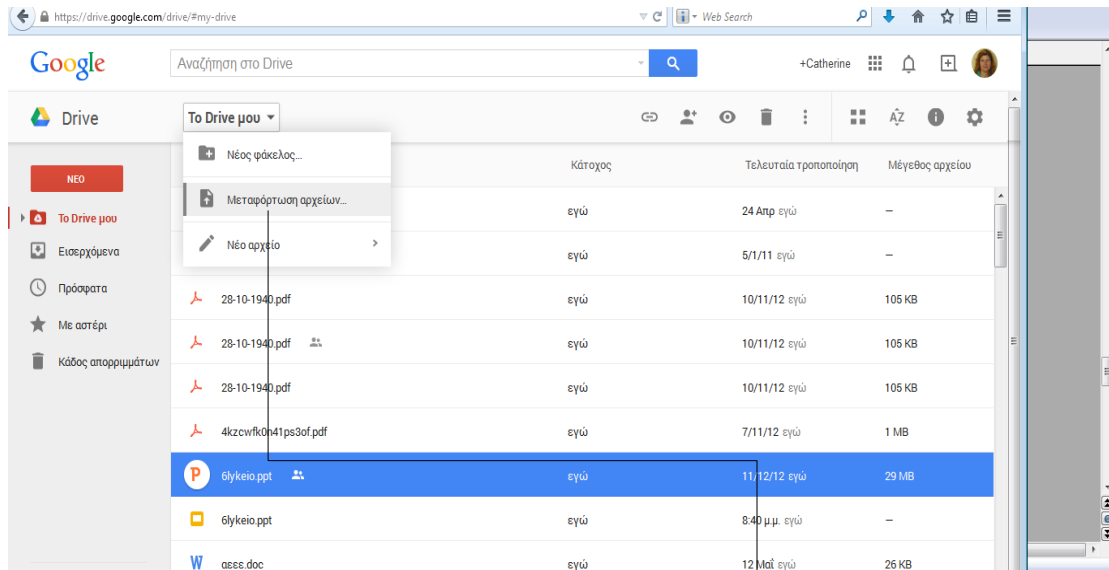 https://drive.google.com/drive/#my-drive
Web Search
Google
Αναζήτηση στο Drive
+Catherine
Drive
Το Drive μου
AZ
Νέος φάκελος...
Κάτοχος
Τελευταία τροποποίηση
Μέγεθος αρχείου
ΝΕΟ
Μεταφόρτωση αρχείων...
Το Drive μου
εγώ
24 Απρ εγώ
–
Εισερχόμενα
Νέο αρχείο
εγώ
5/1/11 εγώ
–
Πρόσφατα
28-10-1940.pdf
εγώ
10/11/12 εγώ
105 KB
Με αστέρι
28-10-1940.pdf
εγώ
10/11/12 εγώ
105 KB
Κάδος απορριμμάτων
28-10-1940.pdf
εγώ
10/11/12 εγώ
105 KB
4kzcwfk0n41ps3of.pdf
εγώ
7/11/12 εγώ
1 MB
P
6lykeio.ppt
εγώ
11/12/12 εγώ
29 MB
6lykeio.ppt
εγώ
8:40 μ.μ. εγώ
–
W
αεεε.doc
εγώ
12 Μαΐ εγώ
26 KB